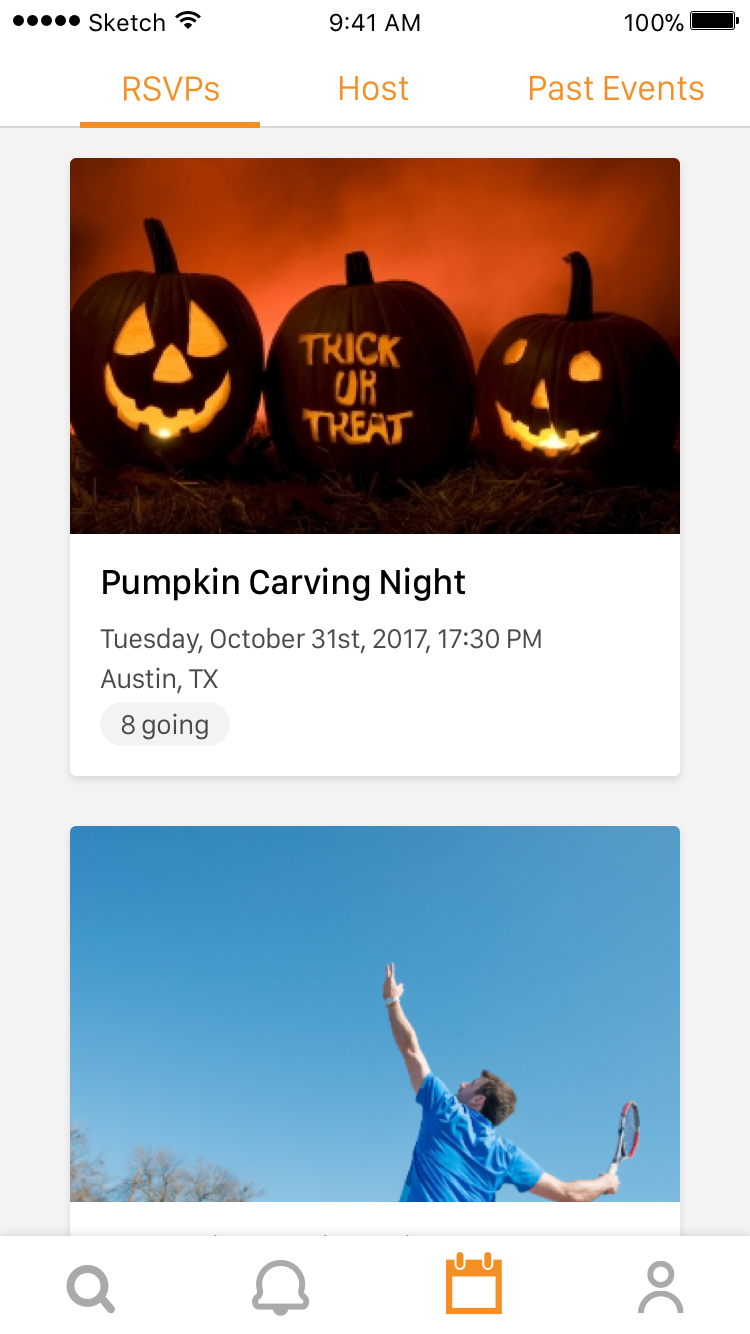 Sketch 9:41 AM 100%
RSVPs Host Past Events
TRICK
OR
TREAT
Pumpkin Carving Night
Tuesday, October 31st, 2017, 17:30 PM
Austin, TX
8 going